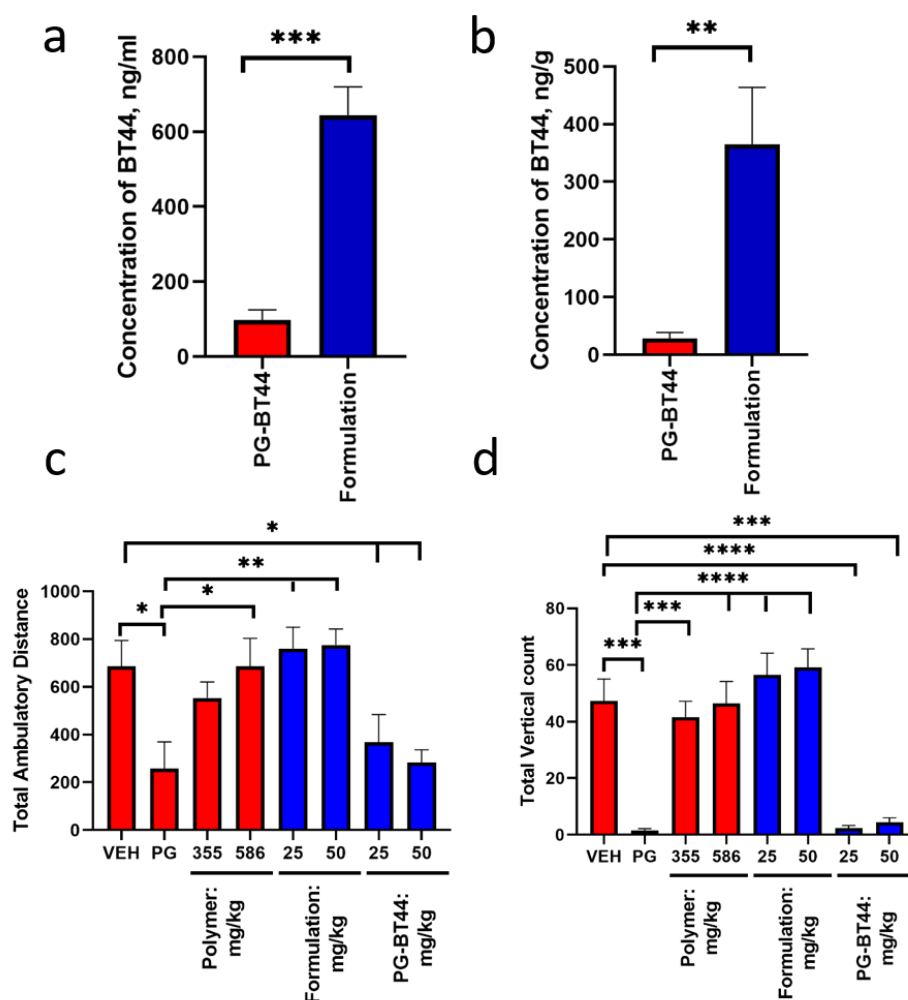 a
***
Concentration of BT44, ng/ml
800
600
400
200
0
PG-BT44
Formulation
b
**
Concentration of BT44, ng/g
500
400
300
200
100
0
PG-BT44
Formulation
c
*
**
*
*
Total Ambulatory Distance
1000
800
600
400
200
0
VEH PG 355 586 25 50 25 50
Polymer:
mg/kg
Formulation:
mg/kg
PG-BT44:
mg/kg
d
***
****
****
***
***
Total Vertical count
80
60
40
20
0
VEH PG 355 586 25 50 25 50
Polymer:
mg/kg
Formulation:
mg/kg
PG-BT44:
mg/kg